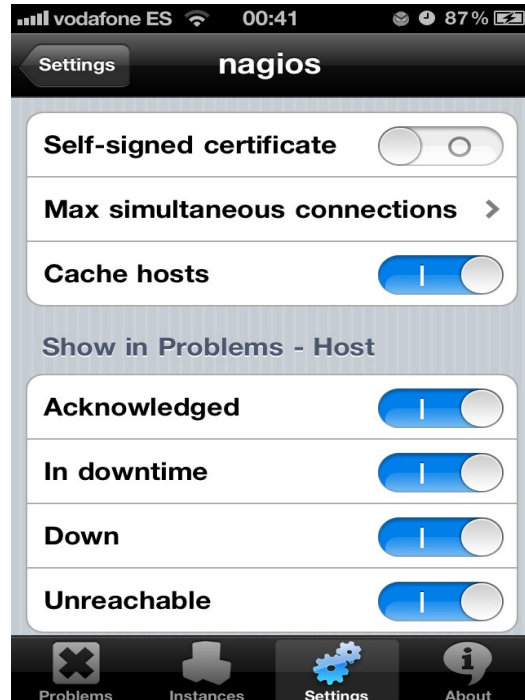 vodafone ES 00:41 87%
Settings nagios
Self-signed certificate
Max simultaneous connections
Cache hosts
Show in Problems - Host
Acknowledged
In downtime
Down
Unreachable
Problems Instances Settings About